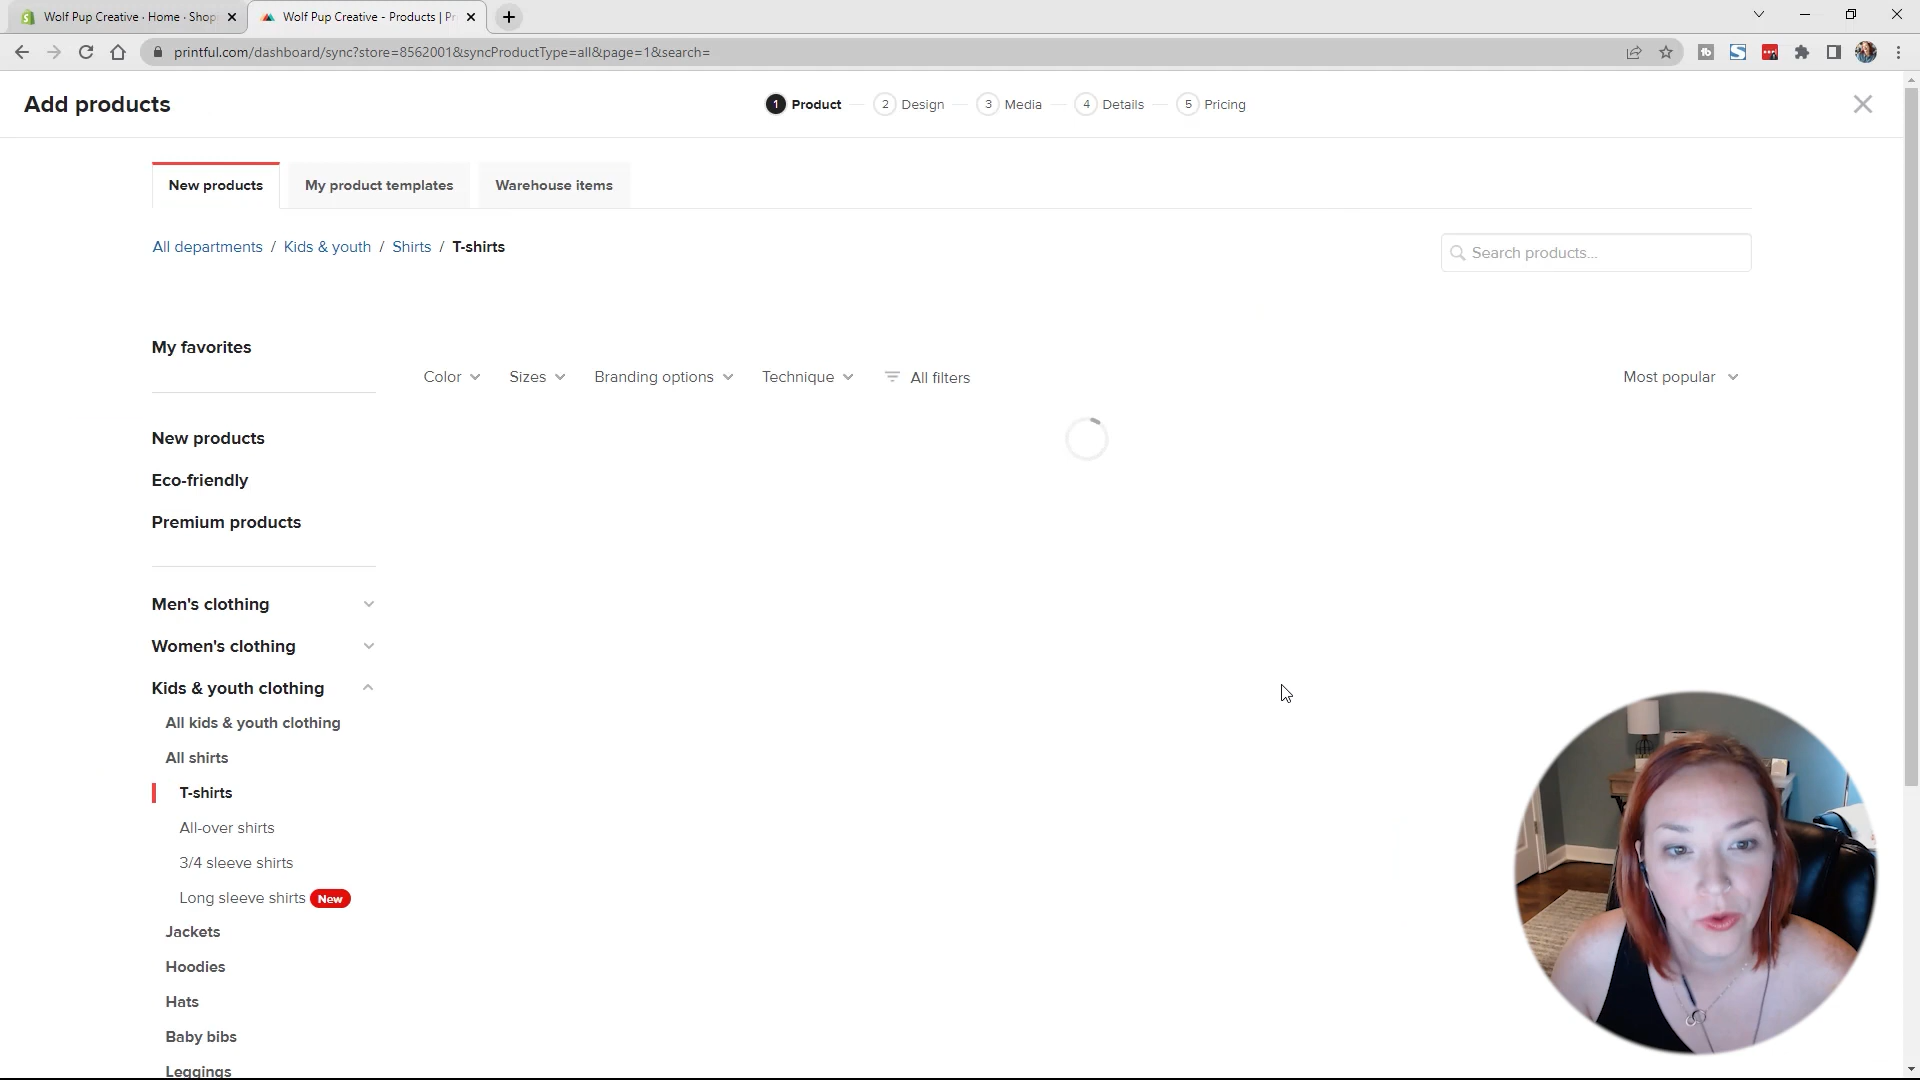 Wolf Pup Creative · Home · Shop
Wolf Pup Creative - Products | Pr
printful.com/dashboard/sync?store=8562001&syncProductType=all&page=1&search=
Add products
1 Product
2 Design
3 Media
4 Details
5 Pricing
New products
My product templates
Warehouse items
All departments / Kids & youth / Shirts / T-shirts
Search products...
My favorites
Color
Sizes
Branding options
Technique
All filters
Most popular
New products
Eco-friendly
Premium products
Men's clothing
Women's clothing
Kids & youth clothing
All kids & youth clothing
All shirts
T-shirts
All-over shirts
3/4 sleeve shirts
Long sleeve shirts New
Jackets
Hoodies
Hats
Baby bibs
Leggings